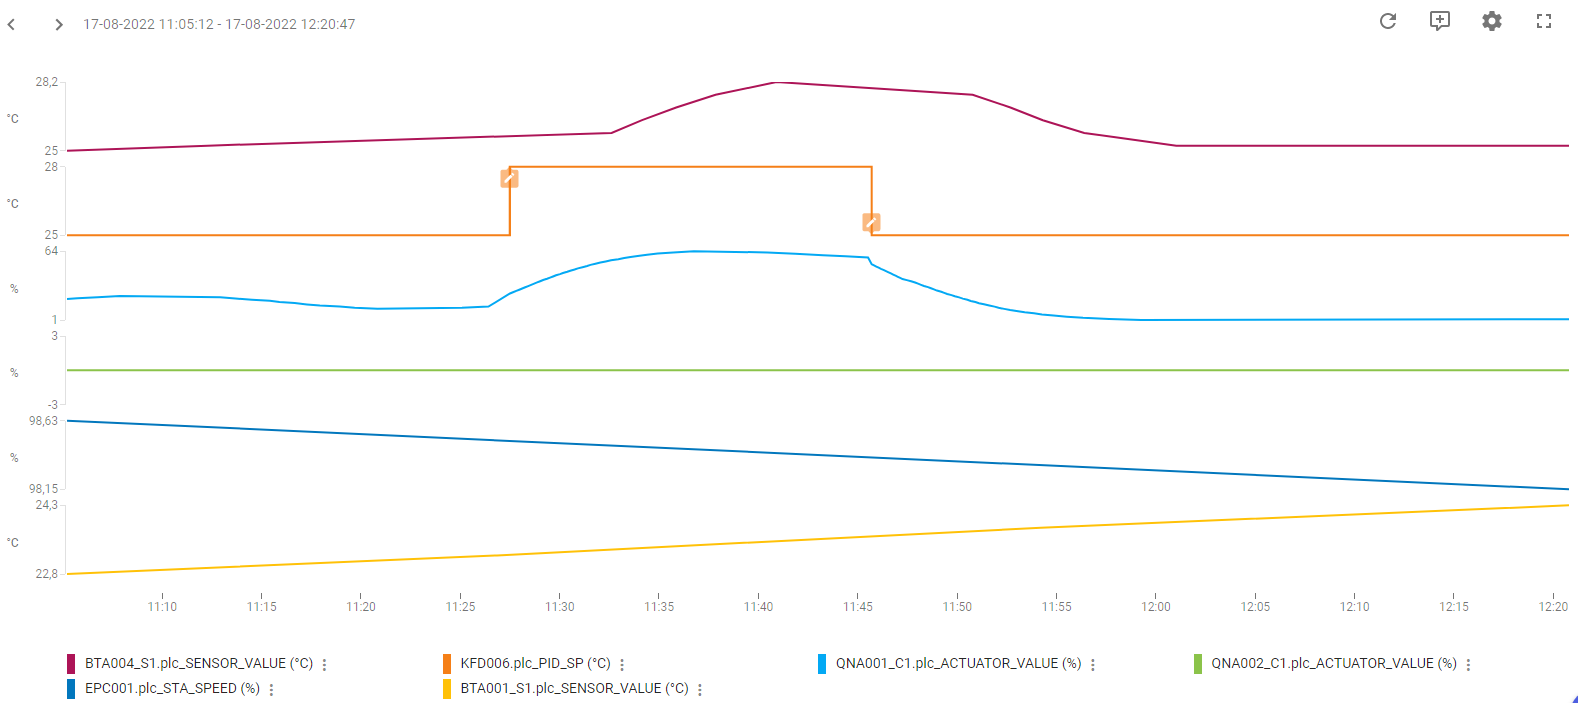 17-08-2022 11:05:12 - 17-08-2022 12:20:47
28,2
°C
25
28
°C
25
64
%
1
3
%
-3
98,63
%
98,15
24,3
°C
22,8
11:10 11:15 11:20 11:25 11:30 11:35 11:40 11:45 11:50 11:55 12:00 12:05 12:10 12:15 12:20
BTA004_S1.plc_SENSOR_VALUE (°C) KFD006.plc_PID_SP (°C) QNA001_C1.plc_ACTUATOR_VALUE (%) QNA002_C1.plc_ACTUATOR_VALUE (%)
EPC001.plc_STA_SPEED (%) BTA001_S1.plc_SENSOR_VALUE (°C)